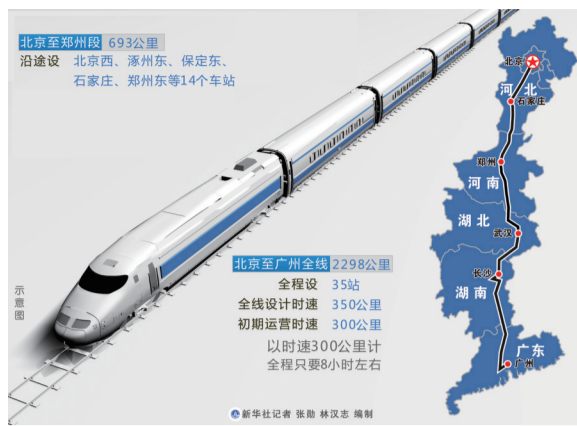 北京至郑州段 693公里
沿途设 北京西、涿州东、保定东、
石家庄、郑州东等14个车站
北京至广州全线 2298公里
全程设 35站
全线设计时速 350公里
初期运营时速 300公里
以时速300公里计
全程只要8小时左右
示意图
北京
河北
石家庄
郑州
河南
湖北
武汉
长沙
湖南
广东
广州
新华社记者 张勋 林汉志 编制